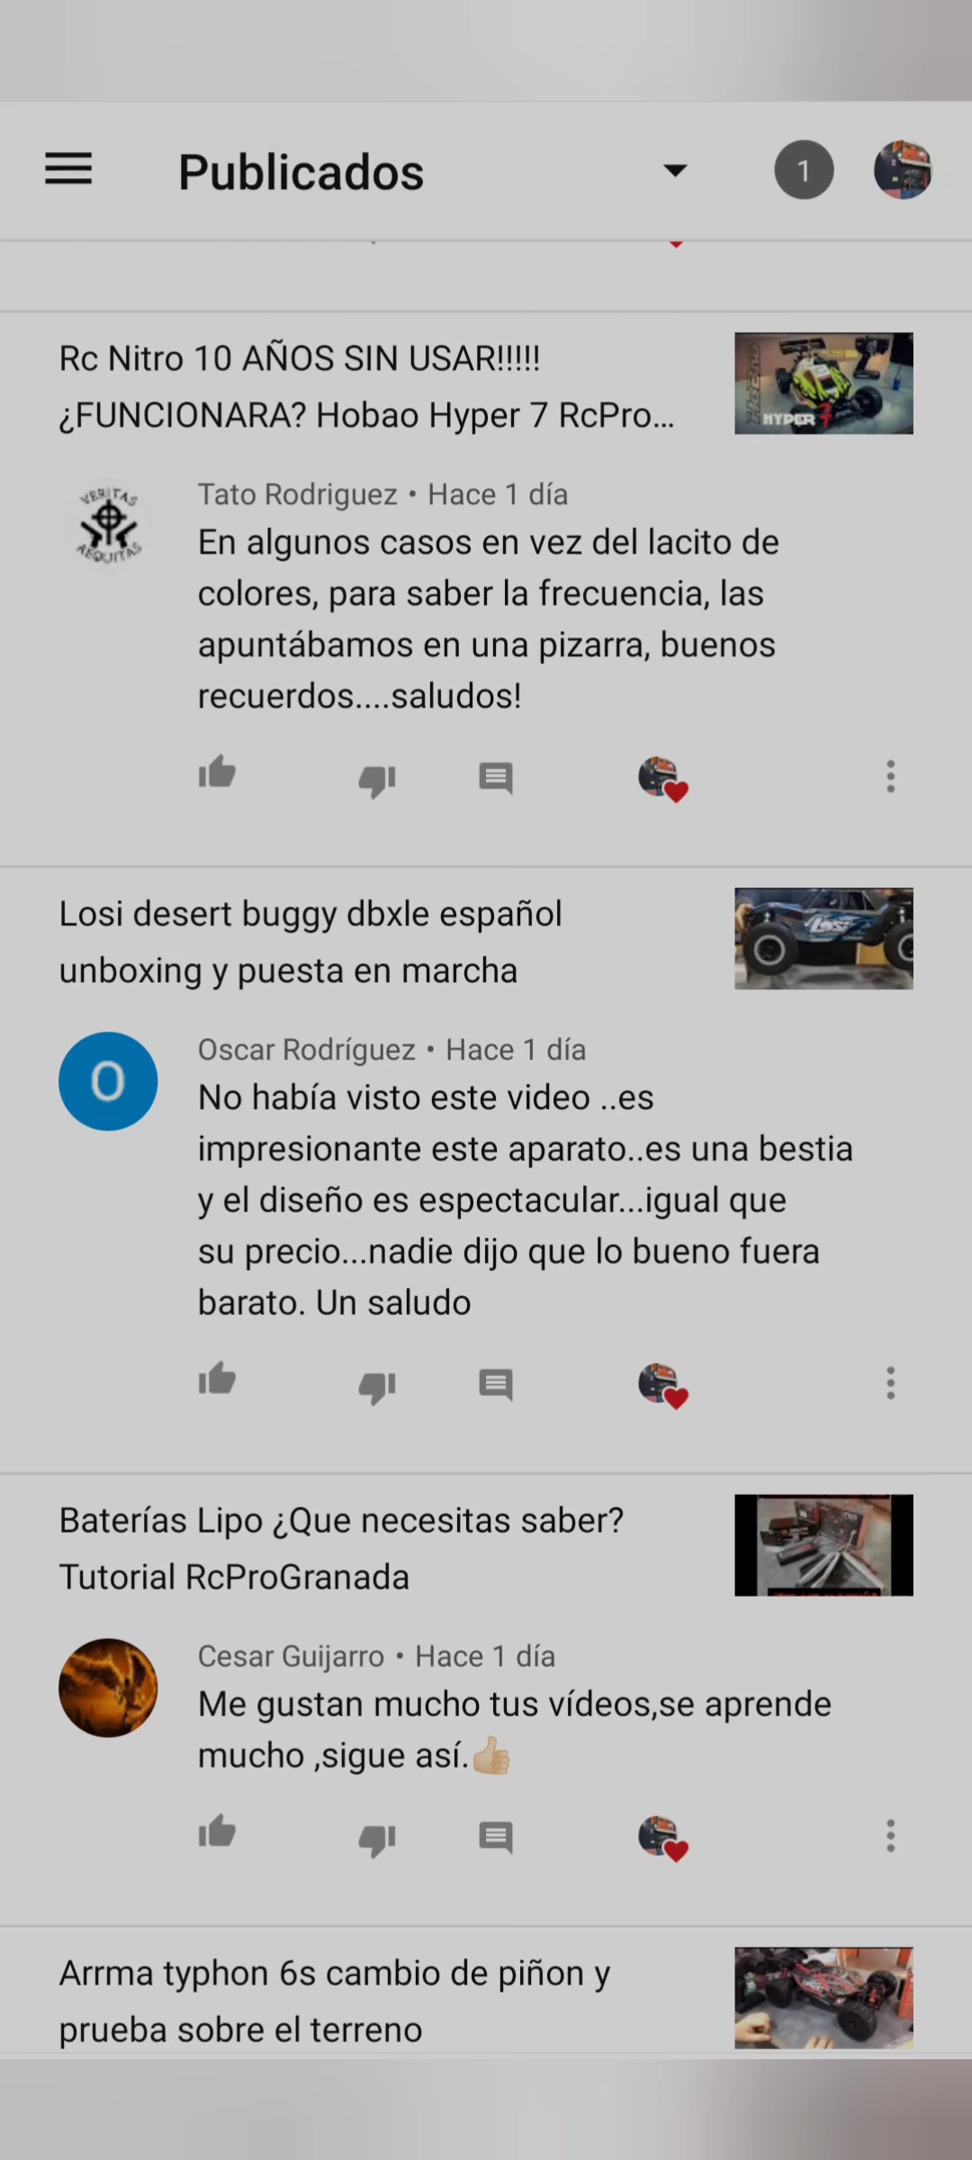 Publicados
1
Rc Nitro 10 AÑOS SIN USAR!!!!!
¿FUNCIONARA? Hobao Hyper 7 RcPro...
HYPER 7
VERITAS
AEQUITAS
Tato Rodriguez • Hace 1 día
En algunos casos en vez del lacito de
colores, para saber la frecuencia, las
apuntábamos en una pizarra, buenos
recuerdos....saludos!
Losi desert buggy dbxle español
unboxing y puesta en marcha
Losi
O
Oscar Rodríguez • Hace 1 día
No había visto este video ..es
impresionante este aparato..es una bestia
y el diseño es espectacular...igual que
su precio...nadie dijo que lo bueno fuera
barato. Un saludo
Baterías Lipo ¿Que necesitas saber?
Tutorial RcProGranada
Cesar Guijarro • Hace 1 día
Me gustan mucho tus vídeos,se aprende
mucho ,sigue así.👍🏼
Arrma typhon 6s cambio de piñon y
prueba sobre el terreno